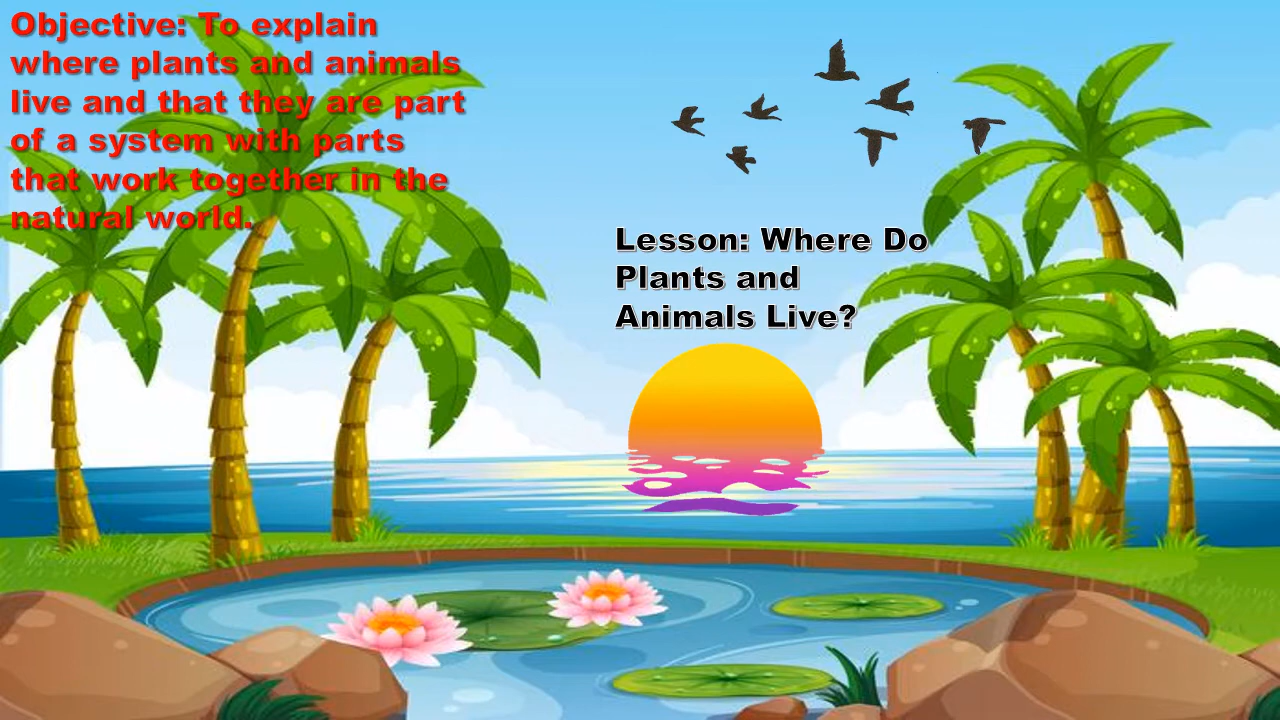 Objective: To explain
where plants and animals
live and that they are part
of a system with parts
that work together in the
natural world.
Lesson: Where Do
Plants and
Animals Live?